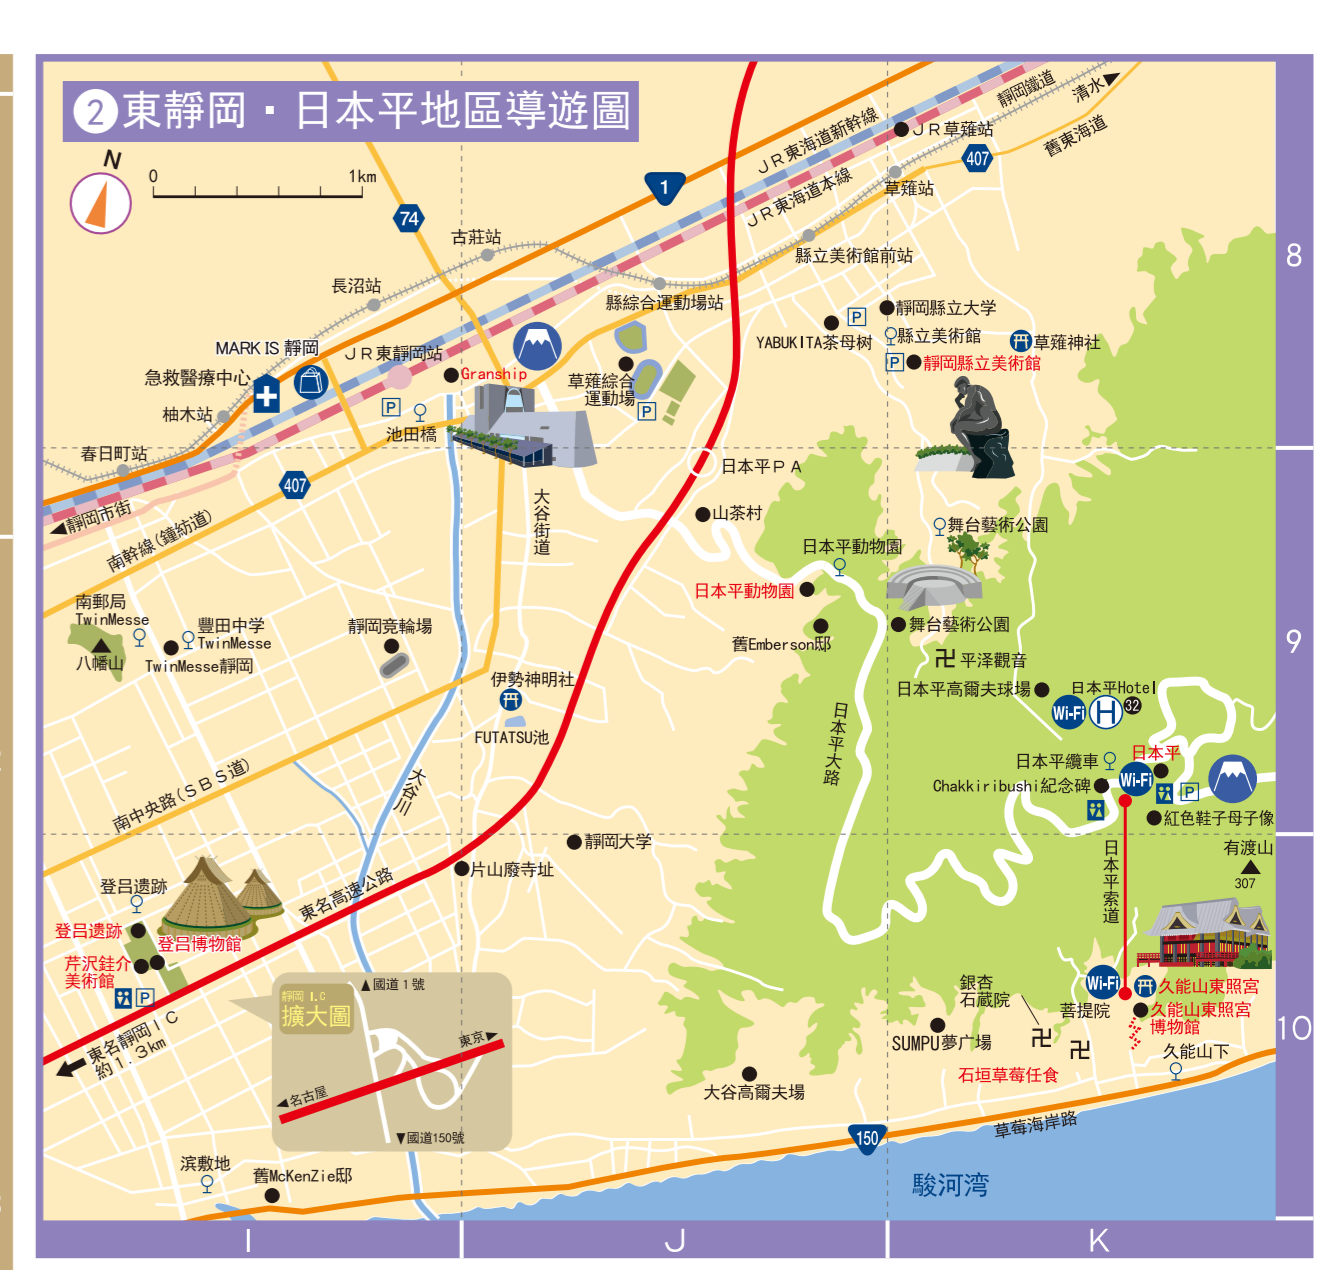 2 東靜岡・日本平地區導遊圖
N
0 1km
74
1
JR東海道新幹線
JR東海道本線
JR草薙站
靜岡鐵道
清水▶
407
舊東海道
草薙站
8
古莊站
縣立美術館前站
長沼站
縣綜合運動場站
P
靜岡縣立大学
YABUKITA茶母树
縣立美術館
草薙神社
MARK IS 靜岡
JR東靜岡站
P
靜岡縣立美術館
急救醫療中心
Granship
草薙綜合
運動場
P
柚木站
P
池田橋
春日町站
日本平PA
407
大谷街道
◀靜岡市街
南幹線(鐘紡道)
山茶村
舞台藝術公園
日本平動物園
日本平動物園
南郵局
TwinMesse
豐田中学
TwinMesse
靜岡竞輪場
舊Emberson邸
舞台藝術公園
9
八幡山
TwinMesse靜岡
卍 平泽觀音
伊勢神明社
日本平高爾夫球場
日本平Hotel
Wi-Fi
H
32
FUTATSU池
日本平大路
日本平
日本平纜車
Wi-Fi
Chakkiribushi紀念碑
P
大谷川
南中央路(SBS道)
紅色鞋子母子像
靜岡大学
日本平索道
有渡山
307
片山廢寺址
登呂遺跡
東名高速公路
登呂遺跡
登呂博物館
芹沢銈介
美術館
P
靜岡 I.C
擴大圖
▲國道1號
東京▶
◀名古屋
▼國道150號
銀杏
石蔵院
Wi-Fi
久能山東照宮
菩提院
久能山東照宮
博物館
10
東名靜岡IC
約1.3km
SUMPU夢广場
卍
卍
久能山下
石垣草莓任食
大谷高爾夫場
150
草莓海岸路
滨敷地
舊McKenZie邸
駿河湾
I J K